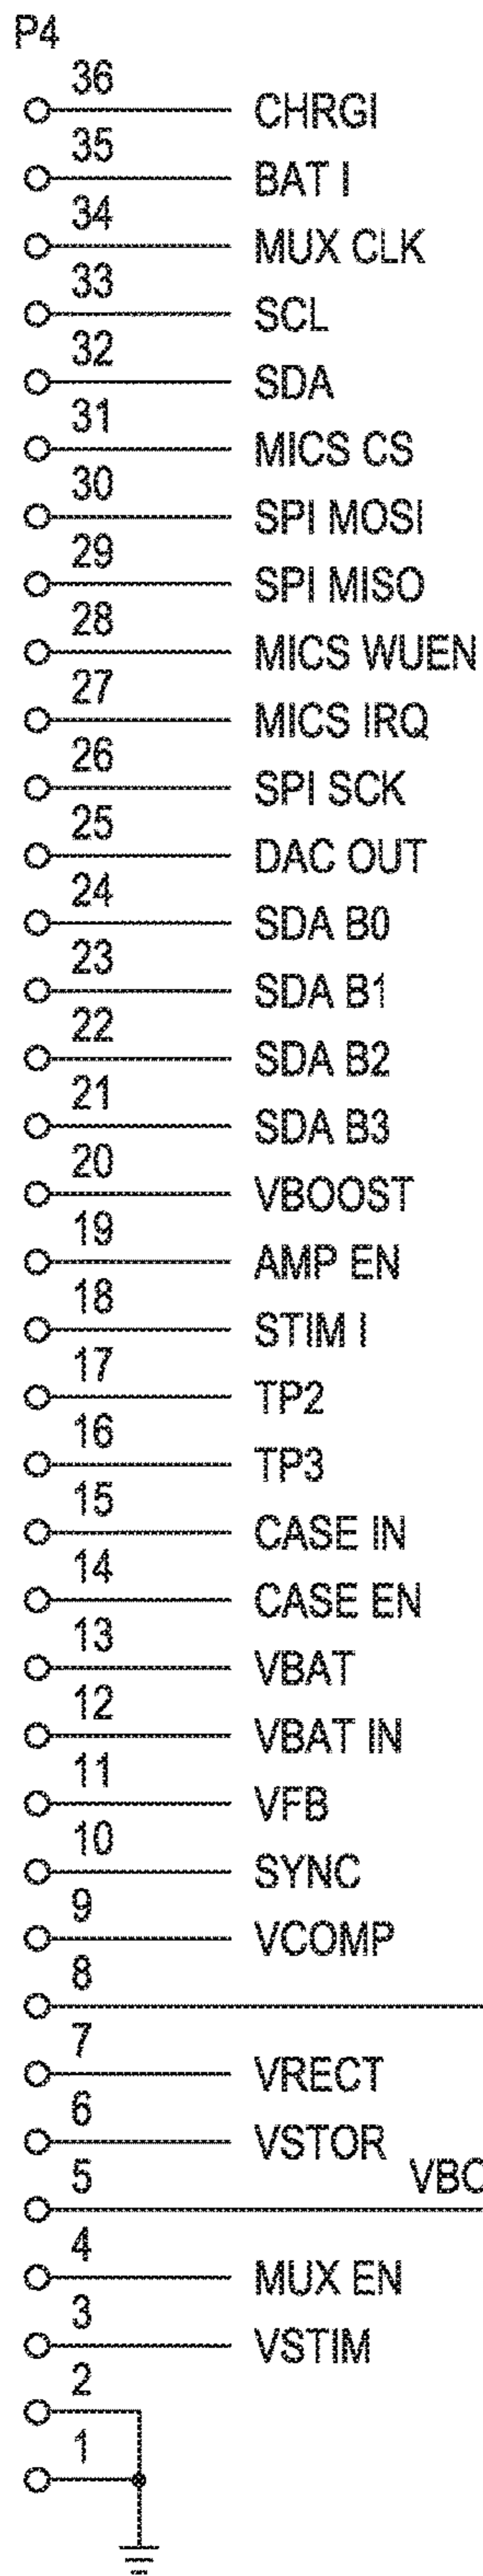 P4
36 CHRGI
35 BAT I
34 MUX CLK
33 SCL
32 SDA
31 MICS CS
30 SPI MOSI
29 SPI MISO
28 MICS WUEN
27 MICS IRQ
26 SPI SCK
25 DAC OUT
24 SDA B0
23 SDA B1
22 SDA B2
21 SDA B3
20 VBOOST
19 AMP EN
18 STIM I
17 TP2
16 TP3
15 CASE IN
14 CASE EN
13 VBAT
12 VBAT IN
11 VFB
10 SYNC
9 VCOMP
8
7 VRECT
6 VSTOR
5
4 MUX EN
3 VSTIM
2
1